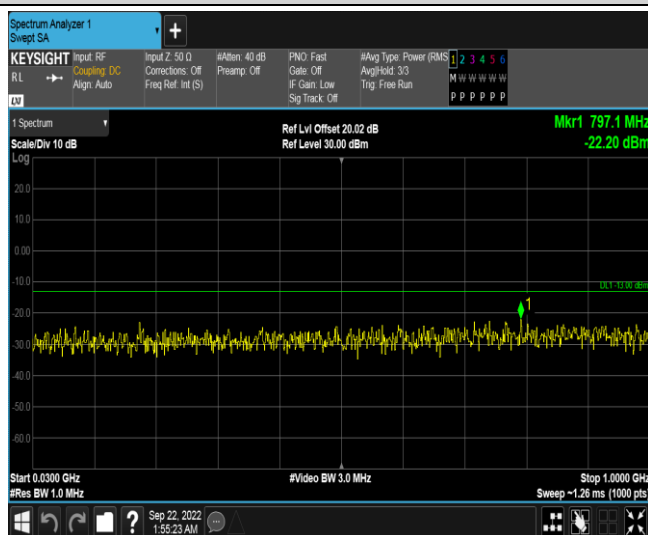 Spectrum Analyzer 1
Swept SA
+
KEYSIGHT
RL
LXI
Input: RF
Coupling: DC
Align: Auto
Input Z: 50 Ω
Corrections: Off
Freq Ref: Int (S)
#Atten: 40 dB
Preamp: Off
PNO: Fast
Gate: Off
IF Gain: Low
Sig Track: Off
#Avg Type: Power (RMS
Avg|Hold: 3/3
Trig: Free Run
1 2 3 4 5 6
M W W W W W
P P P P P P
1 Spectrum
Scale/Div 10 dB
Log
Ref Lvl Offset 20.02 dB
Ref Level 30.00 dBm
Mkr1 797.1 MHz
-22.20 dBm
20.0
10.0
0.00
-10.0
DL1 -13.00 dBm
1
-20.0
-30.0
-40.0
-50.0
-60.0
Start 0.0300 GHz
#Res BW 1.0 MHz
#Video BW 3.0 MHz
Stop 1.0000 GHz
Sweep ~1.26 ms (1000 pts)
?
Sep 22, 2022
1:55:23 AM